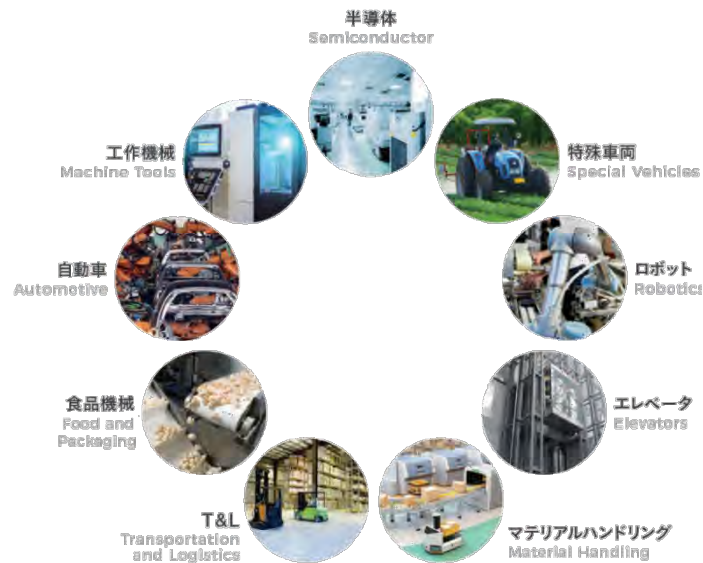 半導体
Semiconductor
特殊車両
Special Vehicles
ロボット
Robotics
エレベータ
Elevators
マテリアルハンドリング
Material Handling
T&L
Transportation
and Logistics
食品機械
Food and
Packaging
自動車
Automotive
工作機械
Machine Tools